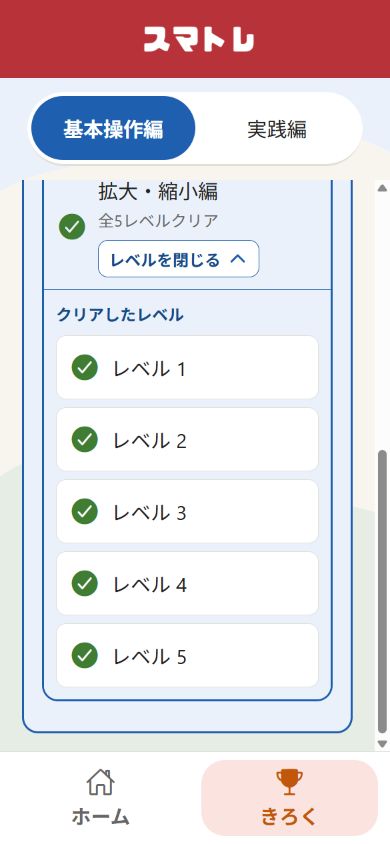 スマトレ
基本操作編
実践編
拡大・縮小編
全5レベルクリア
レベルを閉じる
クリアしたレベル
レベル 1
レベル 2
レベル 3
レベル 4
レベル 5
ホーム
きろく